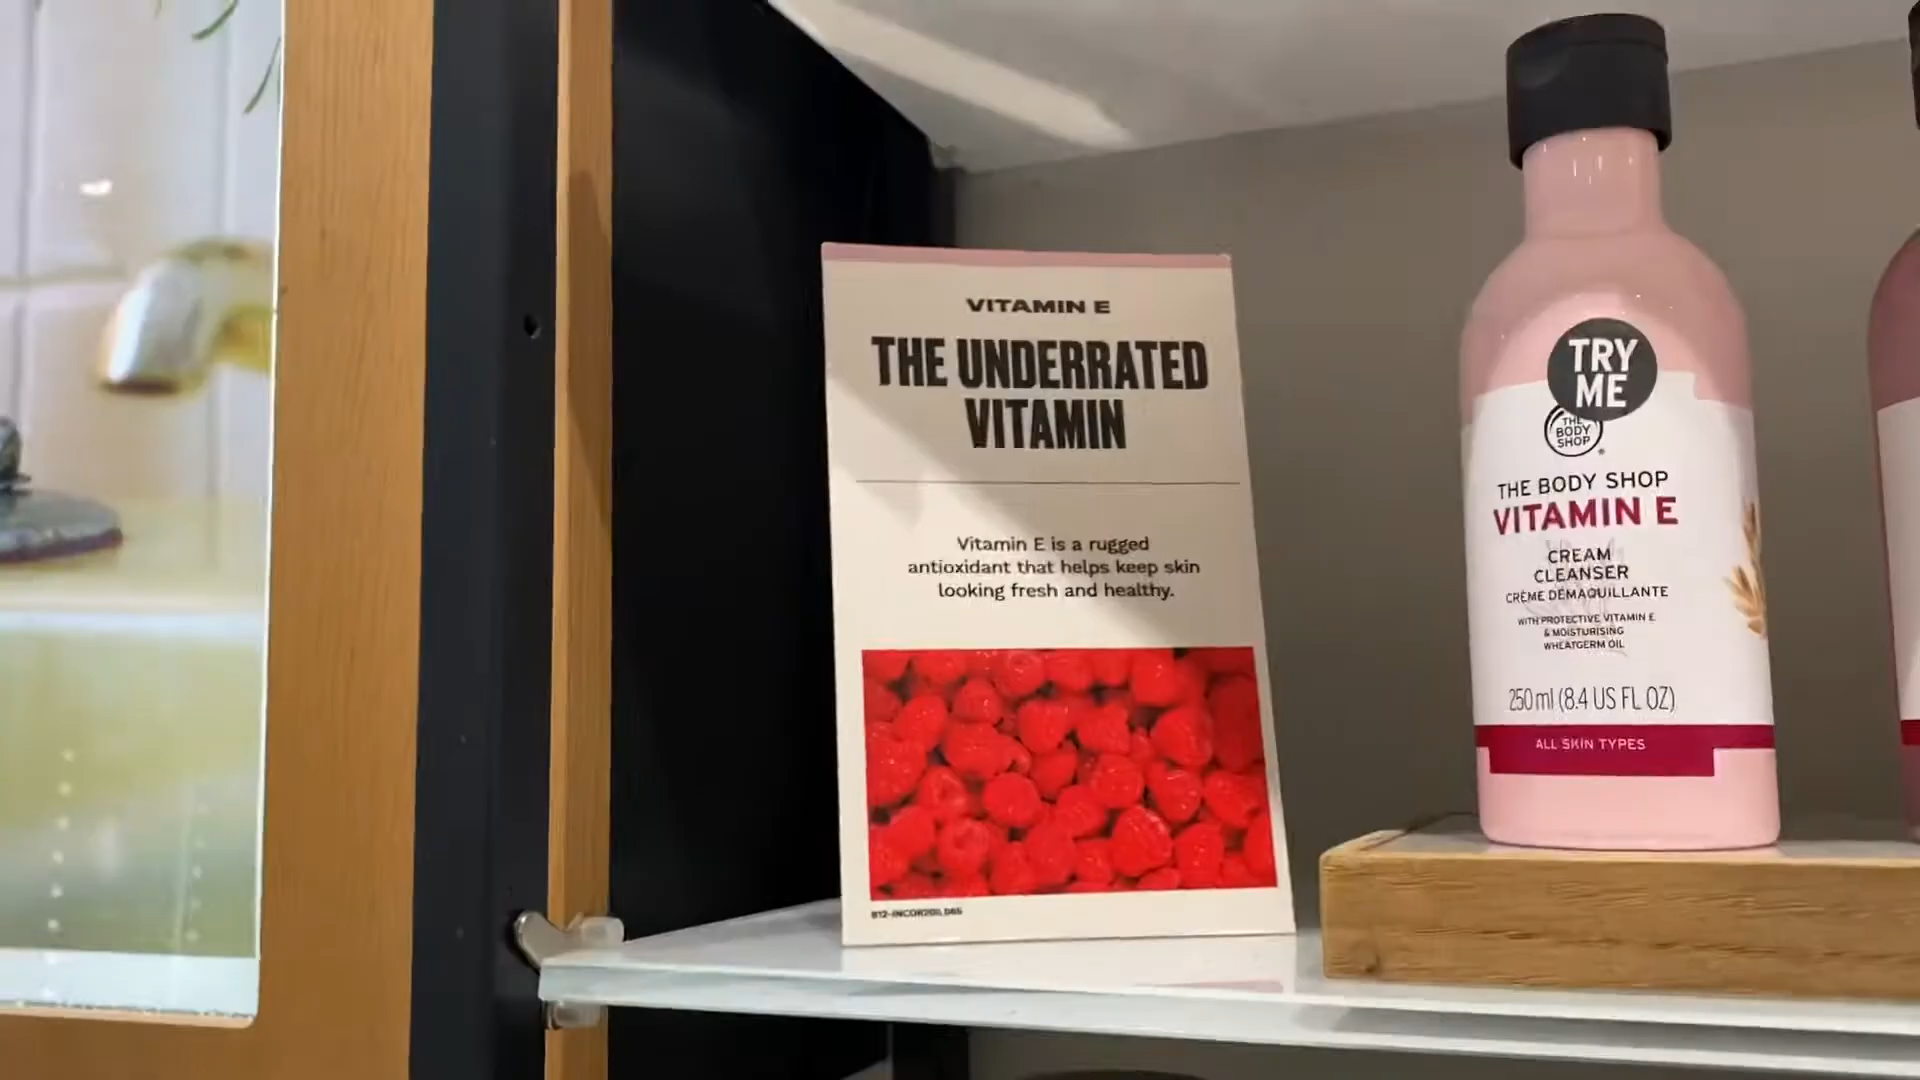 VITAMIN E
THE UNDERRATED
VITAMIN
Vitamin E is a rugged
antioxidant that helps keep skin
looking fresh and healthy.
TRY
ME
THE
BODY
SHOP
THE BODY SHOP
VITAMIN E
CREAM
CLEANSER
CRÈME DÉMAQUILLANTE
WITH PROTECTIVE VITAMIN E
& MOISTURISING
WHEATGERM OIL
250 ml (8.4 US FL OZ)
ALL SKIN TYPES